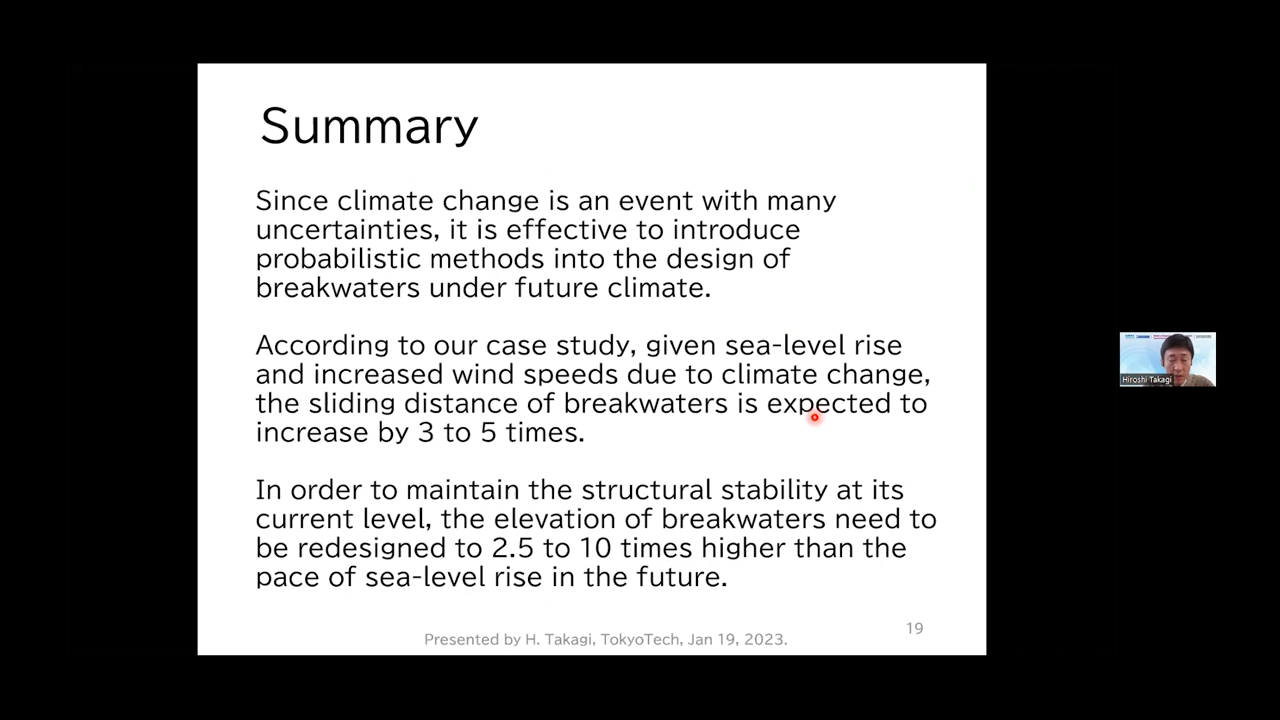 Summary
Since climate change is an event with many
uncertainties, it is effective to introduce
probabilistic methods into the design of
breakwaters under future climate.
According to our case study, given sea-level rise
and increased wind speeds due to climate change,
the sliding distance of breakwaters is expected to
increase by 3 to 5 times.
In order to maintain the structural stability at its
current level, the elevation of breakwaters need to
be redesigned to 2.5 to 10 times higher than the
pace of sea-level rise in the future.
19
Presented by H. Takagi, TokyoTech, Jan 19, 2023.
Hiroshi Takagi